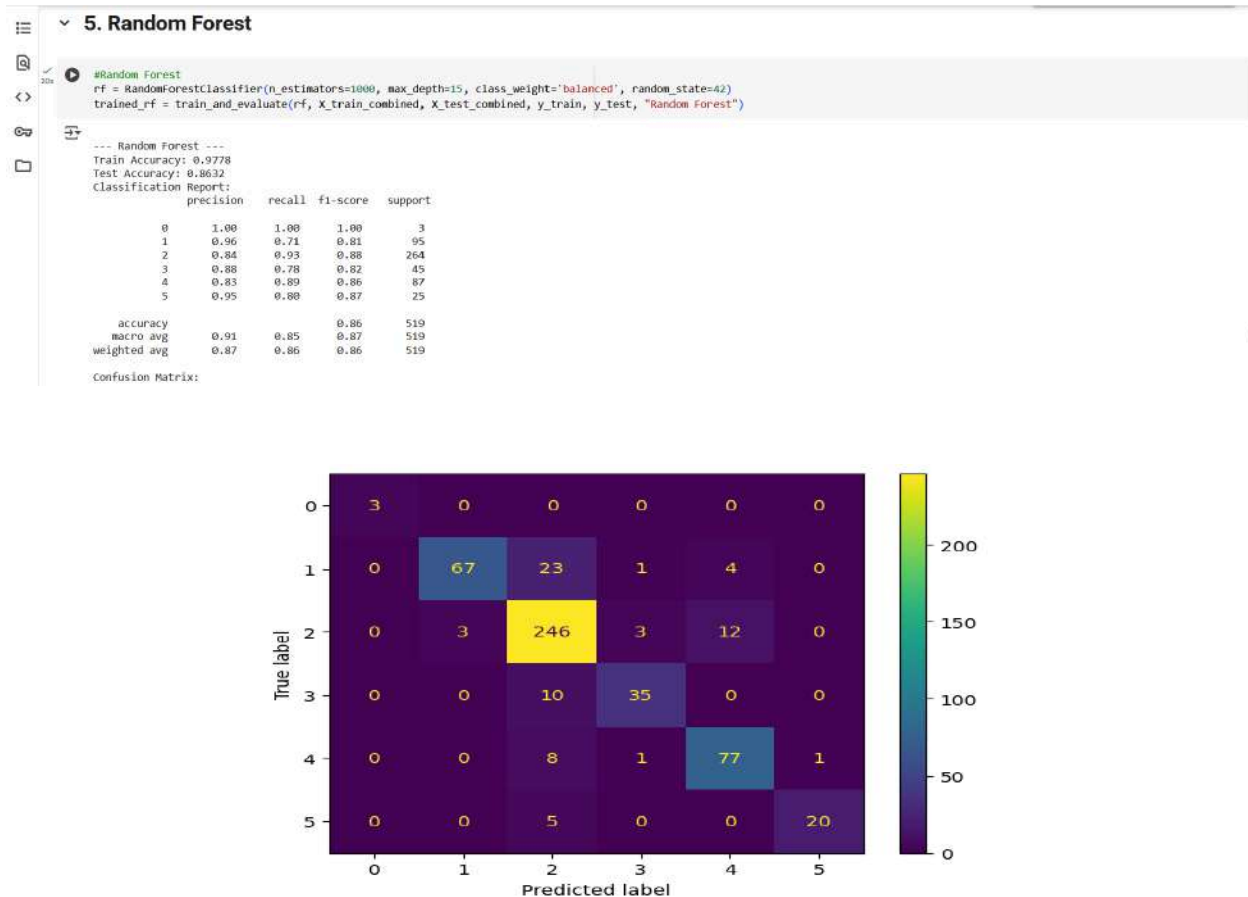 5. Random Forest
20s
#Random Forest
rf = RandomForestClassifier(n_estimators=1000, max_depth=15, class_weight='balanced', random_state=42)
trained_rf = train_and_evaluate(rf, X_train_combined, X_test_combined, y_train, y_test, "Random Forest")
--- Random Forest ---
Train Accuracy: 0.9778
Test Accuracy: 0.8632
Classification Report:
precision recall f1-score support
0 1.00 1.00 1.00 3
1 0.96 0.71 0.81 95
2 0.84 0.93 0.88 264
3 0.88 0.78 0.82 45
4 0.83 0.89 0.86 87
5 0.95 0.80 0.87 25
accuracy 0.86 519
macro avg 0.91 0.85 0.87 519
weighted avg 0.87 0.86 0.86 519
Confusion Matrix:
0 3 0 0 0 0 0
1 0 67 23 1 4 0
2 0 3 246 3 12 0
3 0 0 10 35 0 0
4 0 0 8 1 77 1
5 0 0 5 0 0 20
0 1 2 3 4 5
True label
Predicted label
200
150
100
50
0